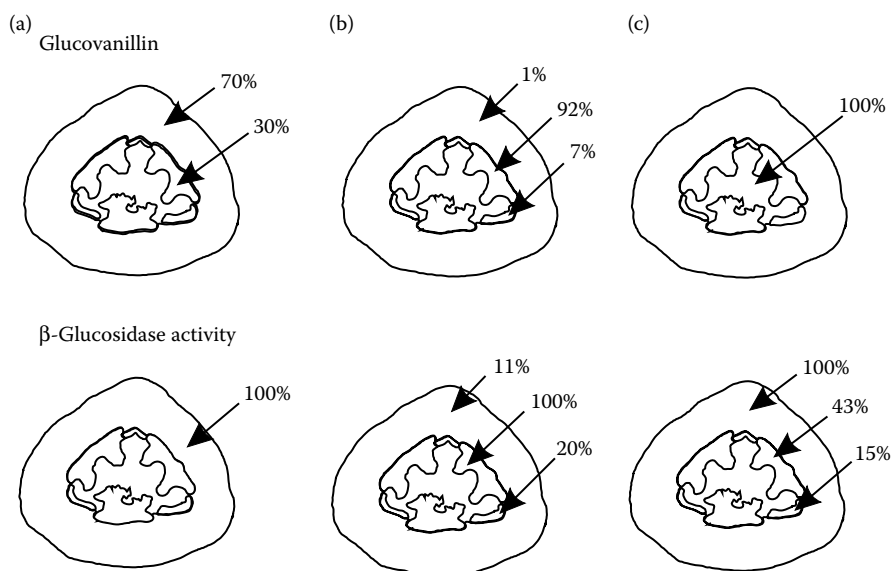 (a)
(b)
(c)
Glucovanillin
70%
30%
1%
92%
7%
100%
β-Glucosidase activity
100%
11%
100%
20%
100%
43%
15%